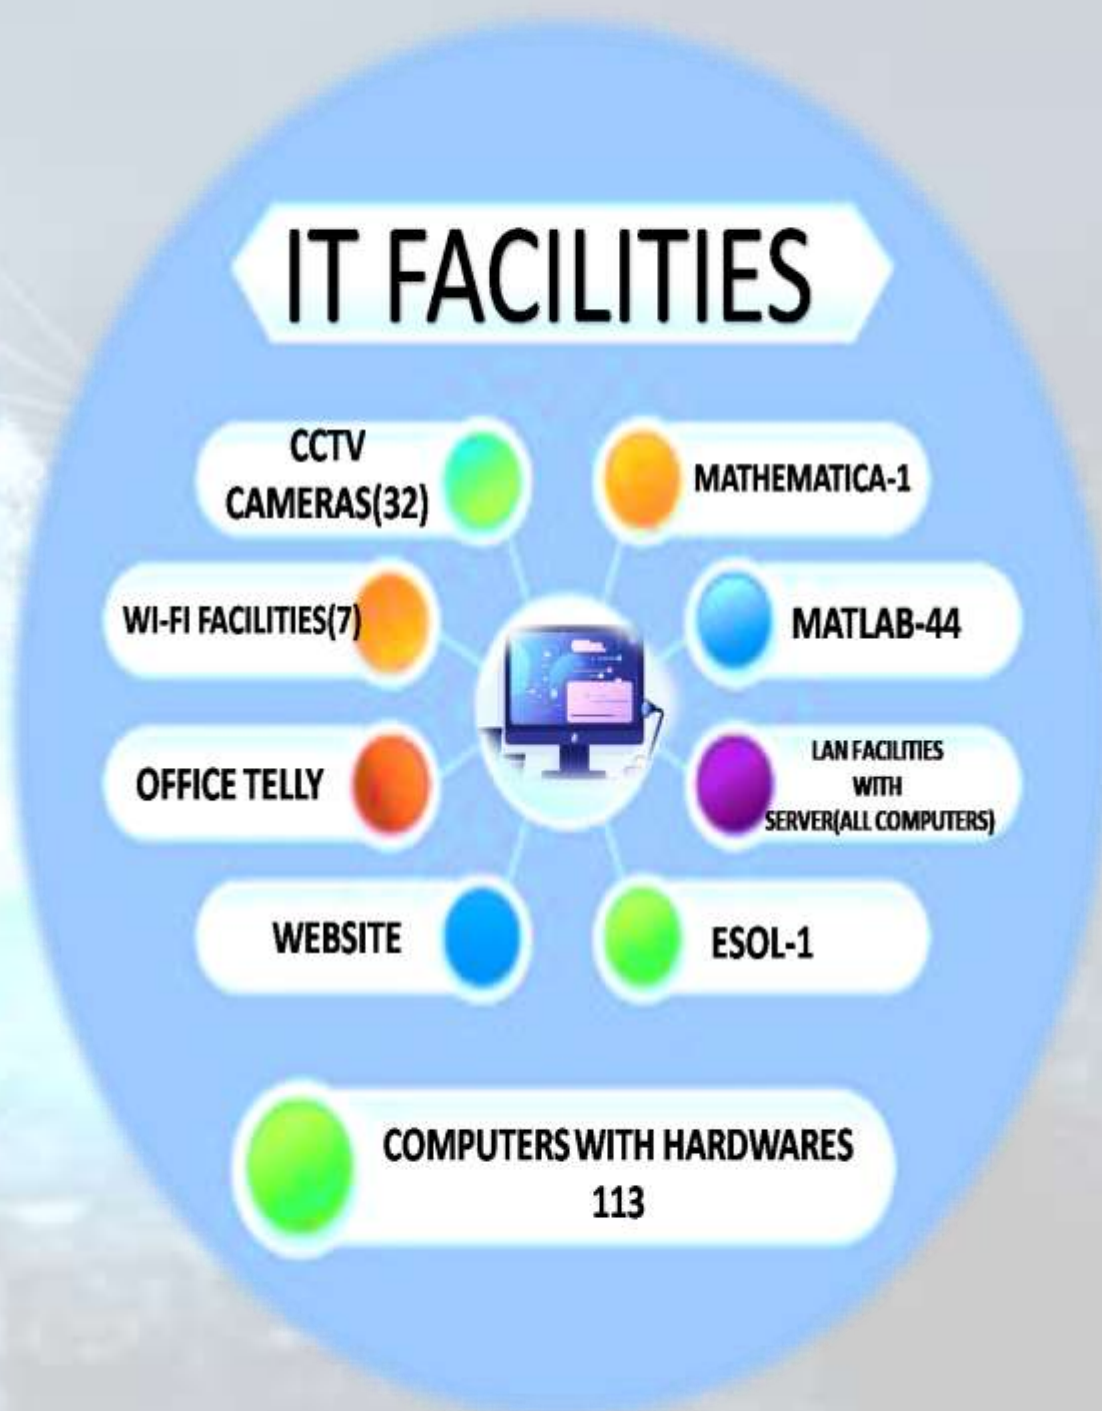 IT FACILITIES
CCTV
CAMERAS(32)
MATHEMATICA-1
WI-FI FACILITIES(7)
MATLAB-44
OFFICE TELLY
LAN FACILITIES
WITH
SERVER(ALL COMPUTERS)
WEBSITE
ESOL-1
COMPUTERS WITH HARDWARES
113